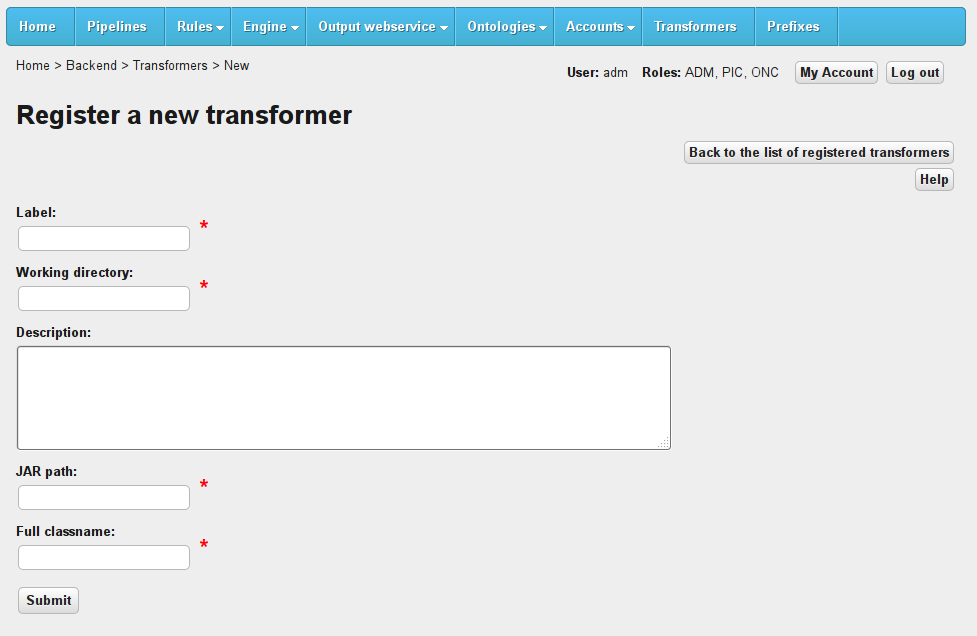 Home Pipelines Rules Engine Output webservice Ontologies Accounts Transformers Prefixes
Home > Backend > Transformers > New
User: adm Roles: ADM, PIC, ONC My Account Log out
Register a new transformer
Back to the list of registered transformers
Help
Label:
*
Working directory:
*
Description:
JAR path:
*
Full classname:
*
Submit